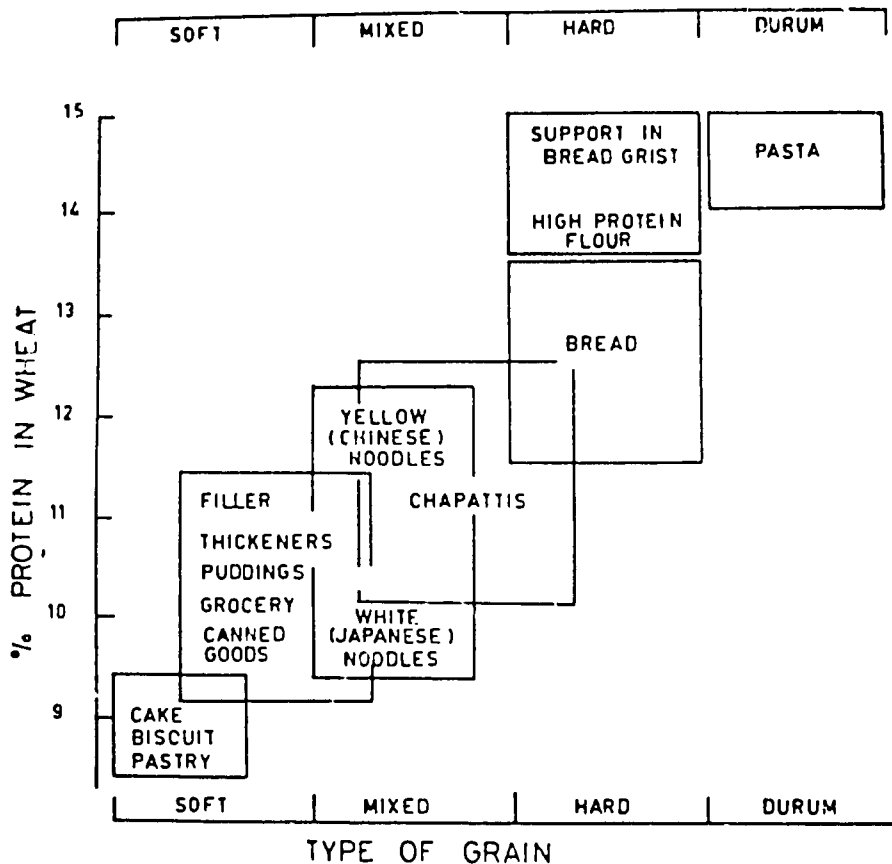 SOFT MIXED HARD DURUM
15
SUPPORT IN
BREAD GRIST
PASTA
14
HIGH PROTEIN
FLOUR
% PROTEIN IN WHEAT
13
BREAD
12
YELLOW
(CHINESE)
NOODLES
11
FILLER
CHAPATTIS
THICKENERS
PUDDINGS
10
GROCERY
WHITE
(JAPANESE)
NOODLES
CANNED
GOODS
9
CAKE
BISCUIT
PASTRY
SOFT MIXED HARD DURUM
TYPE OF GRAIN